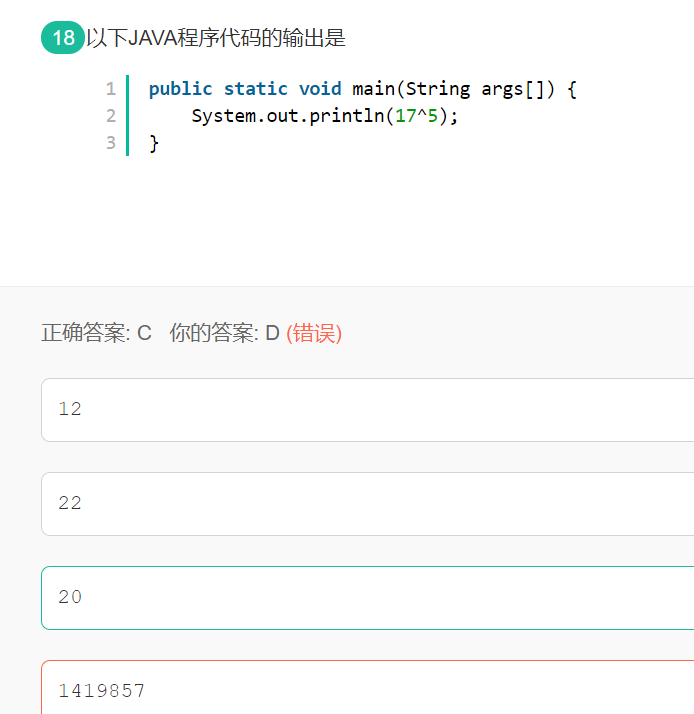 18 以下JAVA程序代码的输出是
1 public static void main(String args[]) {
2     System.out.println(17^5);
3 }
正确答案: C 你的答案: D (错误)
12
22
20
1419857